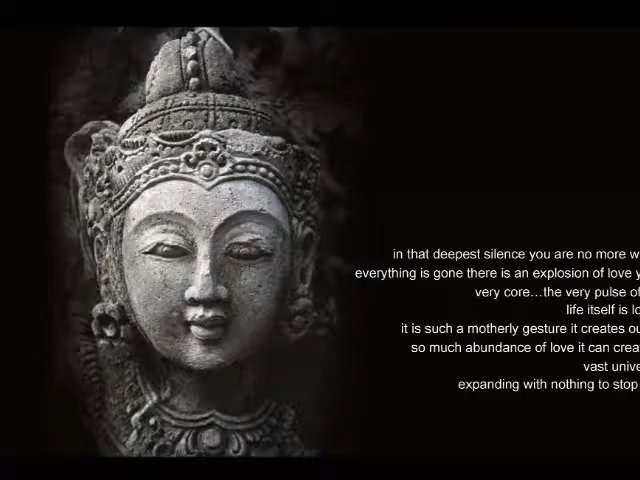 in that deepest silence you are no more
everything is gone there is an explosion of love
very core...the very pulse of
life itself is
it is such a motherly gesture it creates
so much abundance of love it can
vast
expanding with nothing to stop